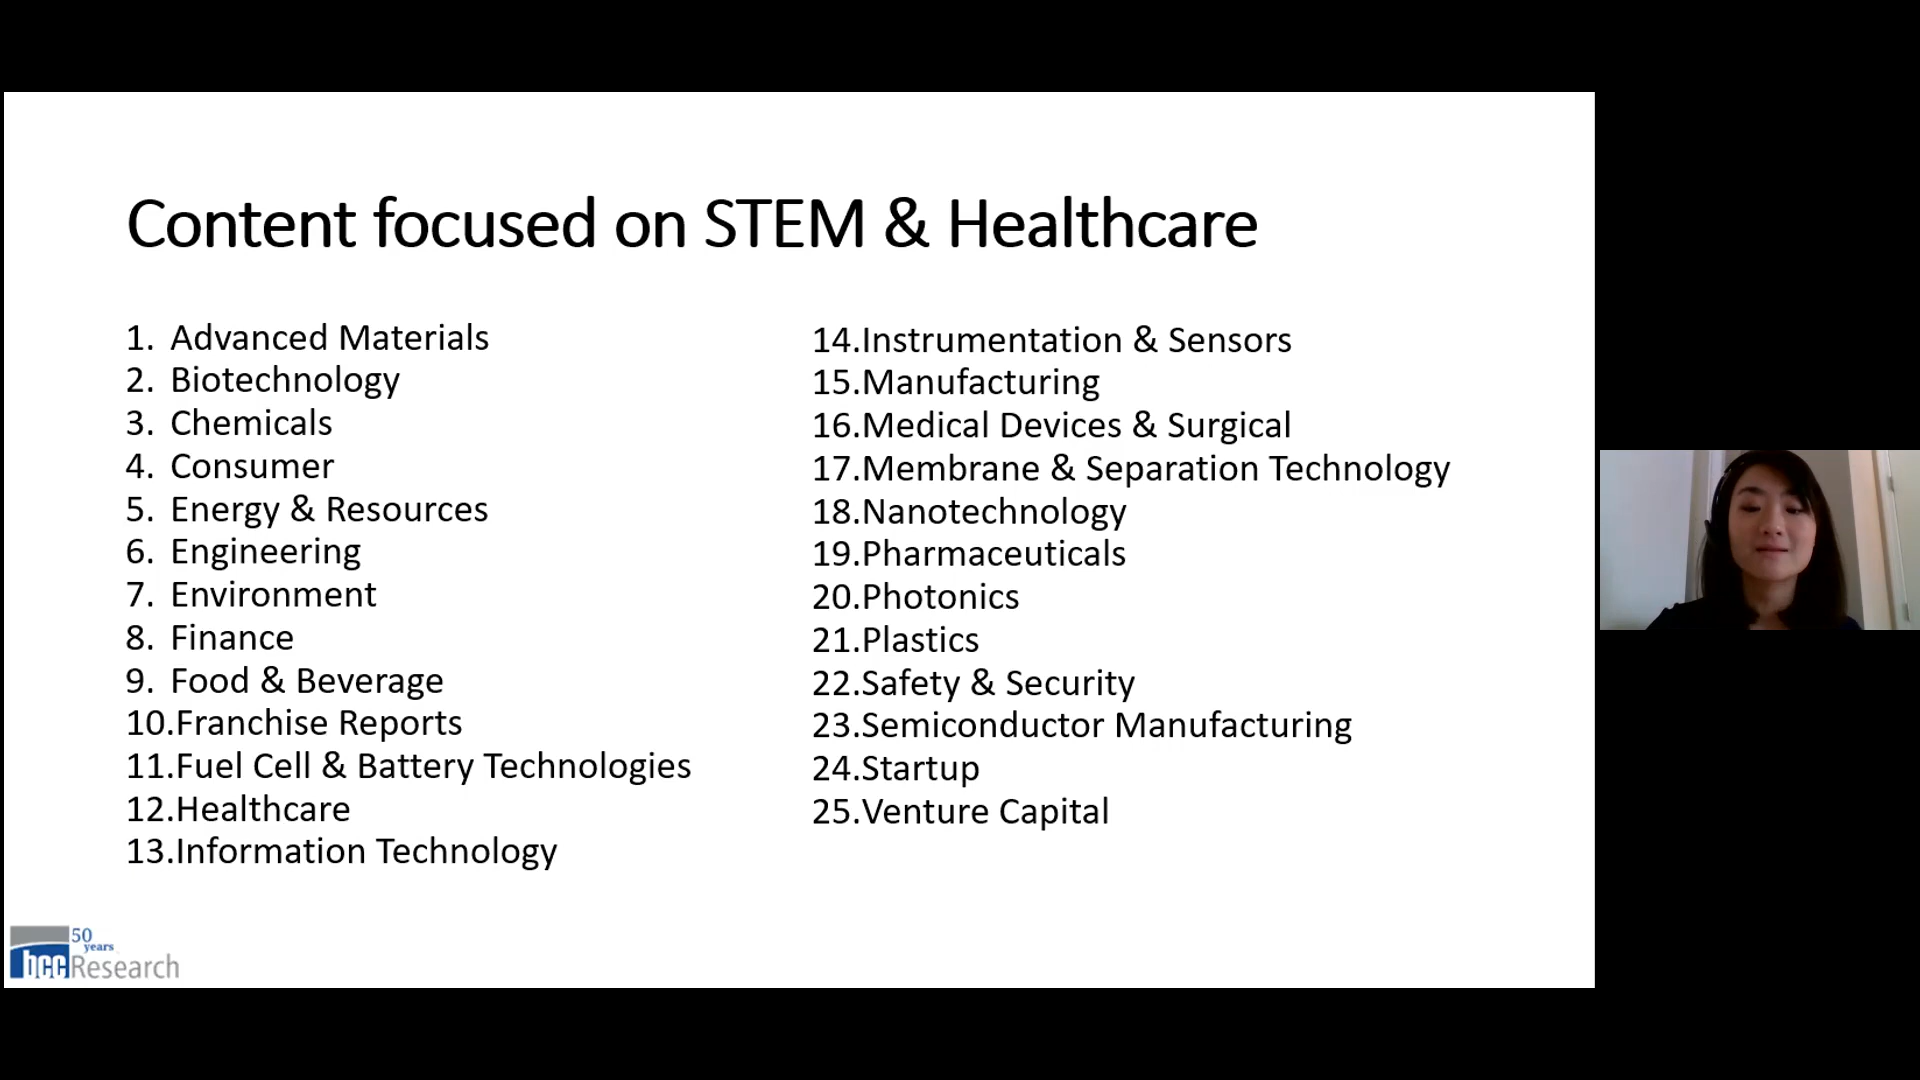 Content focused on STEM & Healthcare
1. Advanced Materials
2. Biotechnology
3. Chemicals
4. Consumer
5. Energy & Resources
6. Engineering
7. Environment
8. Finance
9. Food & Beverage
10.Franchise Reports
11.Fuel Cell & Battery Technologies
12.Healthcare
13.Information Technology
14.Instrumentation & Sensors
15.Manufacturing
16.Medical Devices & Surgical
17.Membrane & Separation Technology
18.Nanotechnology
19.Pharmaceuticals
20.Photonics
21.Plastics
22.Safety & Security
23.Semiconductor Manufacturing
24.Startup
25.Venture Capital
50
years
bccResearch